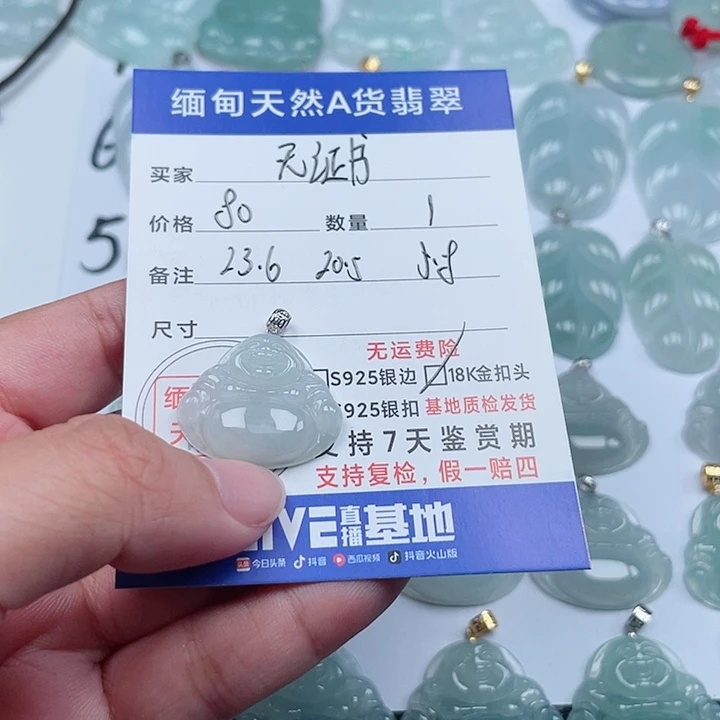 缅甸天然A货翡翠
买家 无证书
价格 80 数量 1
备注 23.6 20.5 5.8
尺寸
无运费险
S925银边 18K金扣头
925银扣 基地质检发货
持7天鉴赏期
支持复检，假一赔四
直播基地
头条 今日头条 抖音 西瓜视频 抖音火山版
5